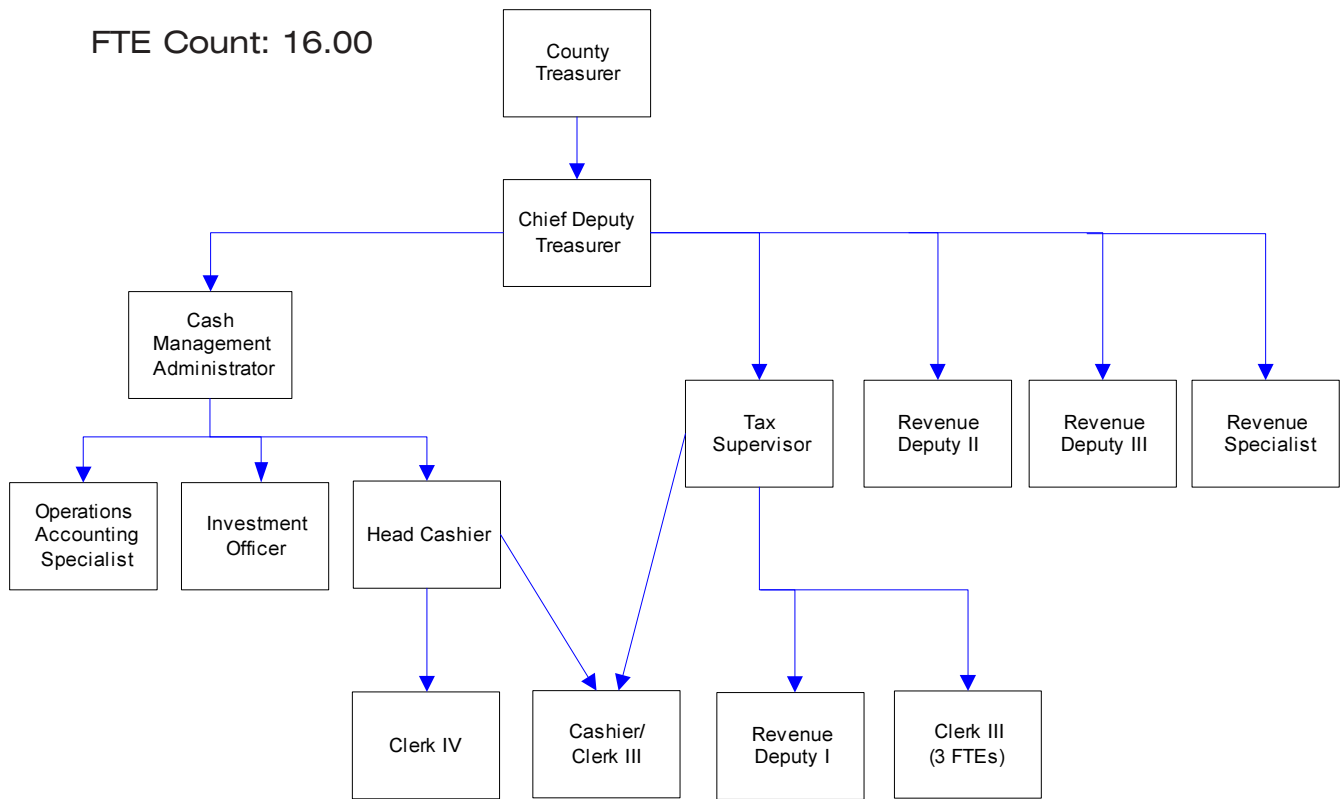 FTE Count: 16.00
County
Treasurer
Chief Deputy
Treasurer
Cash
Management
Administrator
Tax
Supervisor
Revenue
Deputy II
Revenue
Deputy III
Revenue
Specialist
Operations
Accounting
Specialist
Investment
Officer
Head Cashier
Clerk IV
Cashier/
Clerk III
Revenue
Deputy I
Clerk III
(3 FTEs)